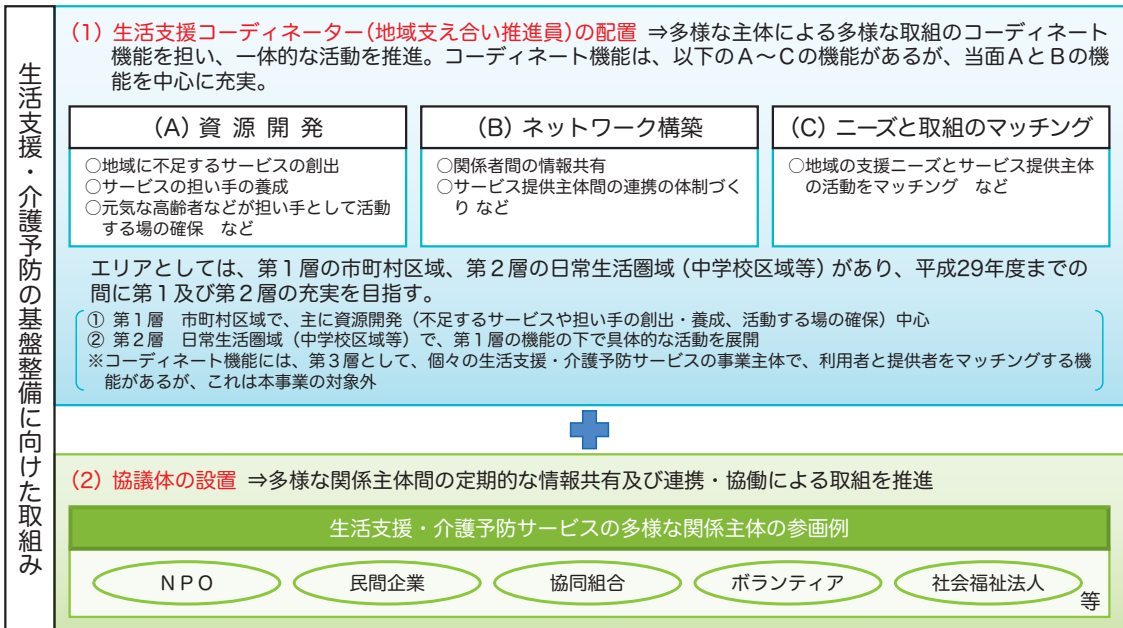 生活支援・介護予防の基盤整備に向けた取組み
(1) 生活支援コーディネーター(地域支え合い推進員)の配置 ⇒多様な主体による多様な取組のコーディネート
機能を担い、一体的な活動を推進。コーディネート機能は、以下のA～Cの機能があるが、当面AとBの機
能を中心に充実。
(A) 資 源 開 発
○地域に不足するサービスの創出
○サービスの担い手の養成
○元気な高齢者などが担い手として活動
する場の確保　など
(B) ネットワーク構築
○関係者間の情報共有
○サービス提供主体間の連携の体制づく
り など
(C) ニーズと取組のマッチング
○地域の支援ニーズとサービス提供主体
の活動をマッチング　など
エリアとしては、第1層の市町村区域、第2層の日常生活圏域 (中学校区域等) があり、平成29年度までの
間に第1及び第2層の充実を目指す。
① 第1層　市町村区域で、主に資源開発 (不足するサービスや担い手の創出・養成、活動する場の確保) 中心
② 第2層　日常生活圏域 (中学校区域等) で、第1層の機能の下で具体的な活動を展開
※コーディネート機能には、第3層として、個々の生活支援・介護予防サービスの事業主体で、利用者と提供者をマッチングする機
能があるが、これは本事業の対象外
(2) 協議体の設置 ⇒多様な関係主体間の定期的な情報共有及び連携・協働による取組を推進
生活支援・介護予防サービスの多様な関係主体の参画例
NPO
民間企業
協同組合
ボランティア
社会福祉法人
等